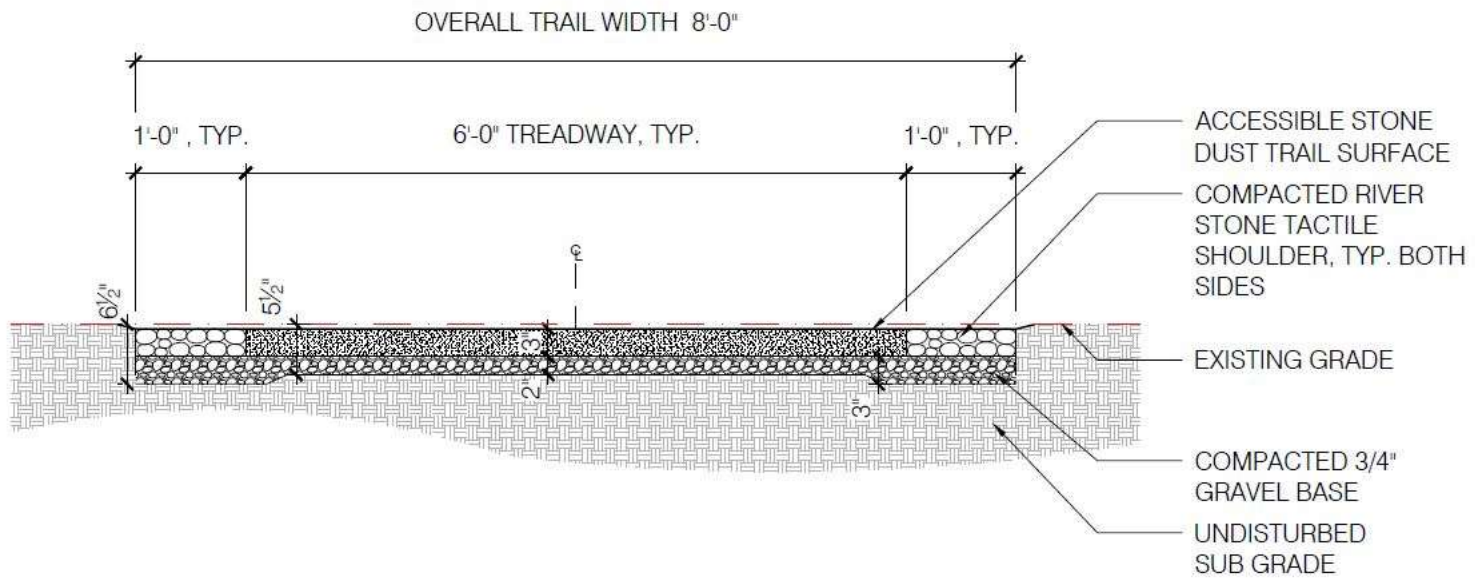 OVERALL TRAIL WIDTH 8'-0"
1'-0" , TYP.
6'-0" TREADWAY, TYP.
1'-0" , TYP.
ACCESSIBLE STONE
DUST TRAIL SURFACE
COMPACTED RIVER
STONE TACTILE
SHOULDER, TYP. BOTH
SIDES
℄
6½"
5½"
3"
2"
3"
EXISTING GRADE
COMPACTED 3/4"
GRAVEL BASE
UNDISTURBED
SUB GRADE